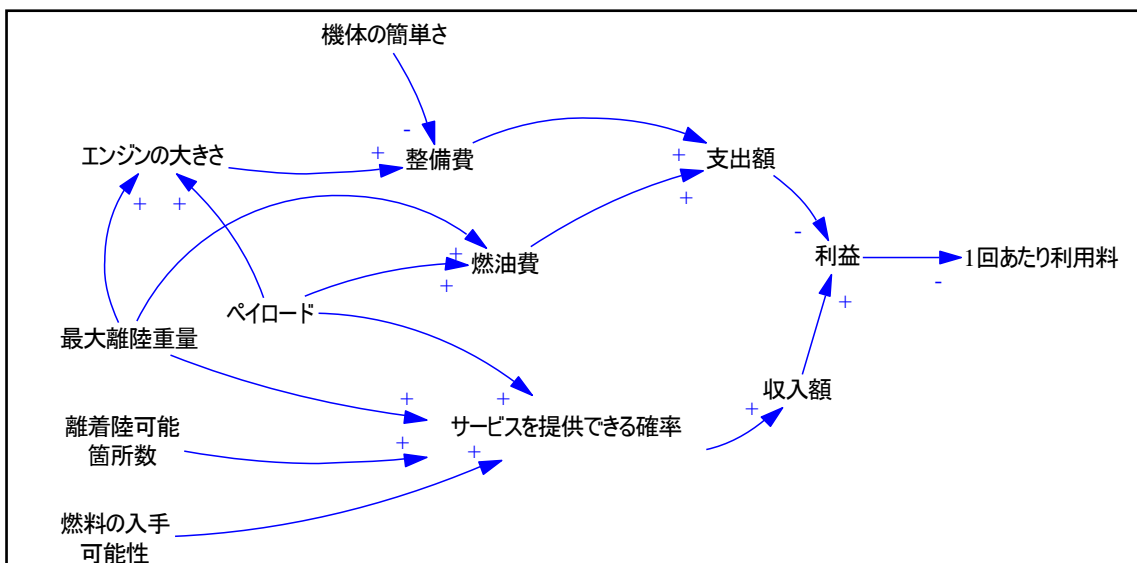 機体の簡単さ
-
エンジンの大きさ
+
整備費
+
支出額
+ +
+
-
利益
1回あたり利用料
+
燃油費
-
+
+
ペイロード
最大離陸重量
収入額
+
+
+
離着陸可能
箇所数
+
+
サービスを提供できる確率
燃料の入手
可能性